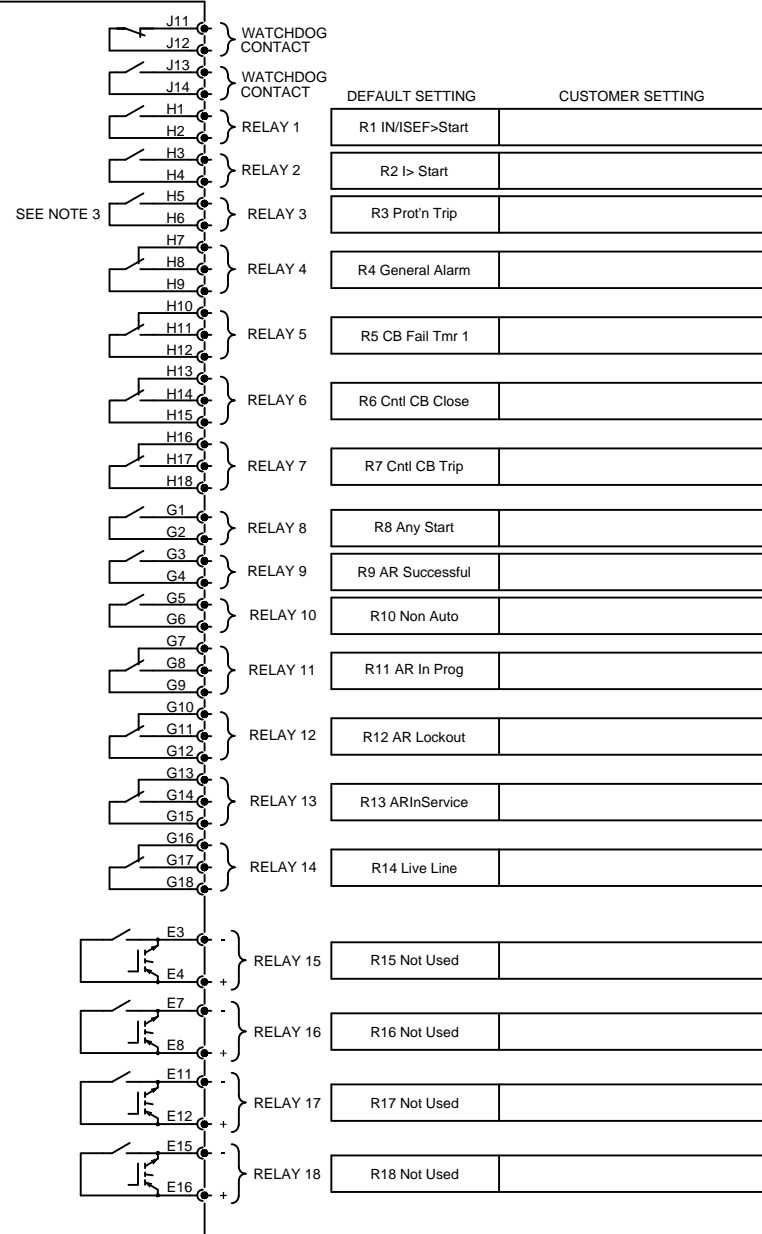 J11
J12
WATCHDOG
CONTACT
J13
J14
WATCHDOG
CONTACT
DEFAULT SETTING CUSTOMER SETTING
H1
H2
RELAY 1 R1 IN/ISEF>Start
H3
H4
RELAY 2 R2 I> Start
SEE NOTE 3
H5
H6
RELAY 3 R3 Prot'n Trip
H7
H8
H9
RELAY 4 R4 General Alarm
H10
H11
H12
RELAY 5 R5 CB Fail Tmr 1
H13
H14
H15
RELAY 6 R6 Cntl CB Close
H16
H17
H18
RELAY 7 R7 Cntl CB Trip
G1
G2
RELAY 8 R8 Any Start
G3
G4
RELAY 9 R9 AR Successful
G5
G6
RELAY 10 R10 Non Auto
G7
G8
G9
RELAY 11 R11 AR In Prog
G10
G11
G12
RELAY 12 R12 AR Lockout
G13
G14
G15
RELAY 13 R13 ARInService
G16
G17
G18
RELAY 14 R14 Live Line
E3 -
E4 +
RELAY 15 R15 Not Used
E7 -
E8 +
RELAY 16 R16 Not Used
E11 -
E12 +
RELAY 17 R17 Not Used
E15 -
E16 +
RELAY 18 R18 Not Used